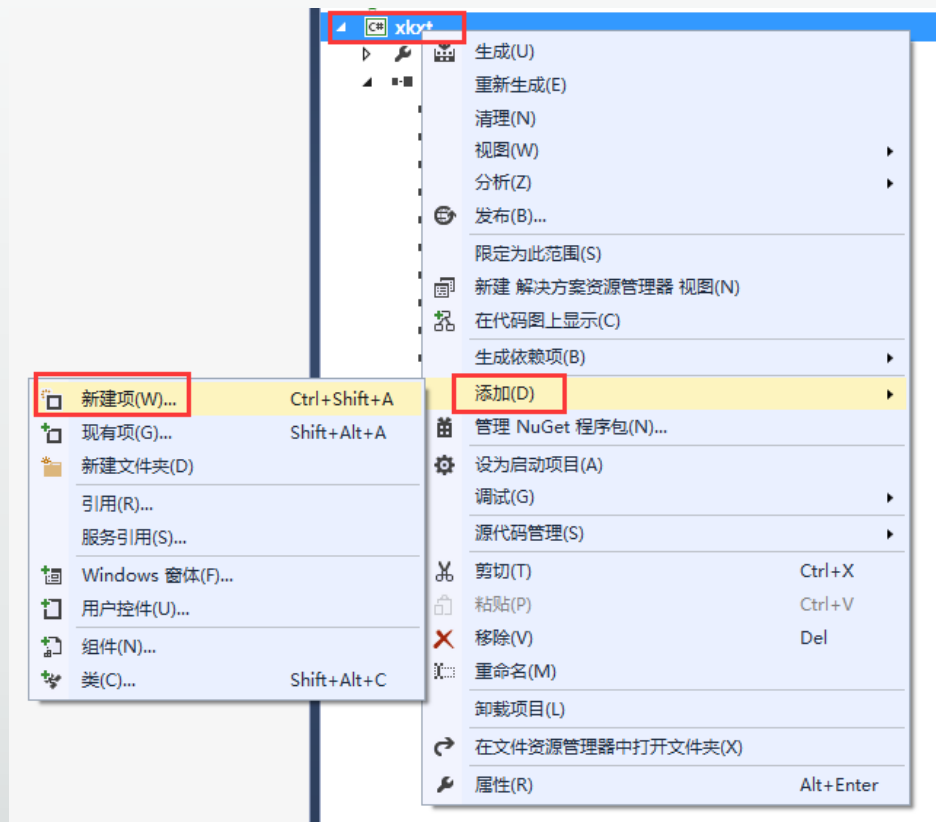 C# xkxt
生成(U)
重新生成(E)
清理(N)
视图(W)
分析(Z)
发布(B)...
限定为此范围(S)
新建 解决方案资源管理器 视图(N)
在代码图上显示(C)
生成依赖项(B)
添加(D)
管理 NuGet 程序包(N)...
设为启动项目(A)
调试(G)
源代码管理(S)
剪切(T) Ctrl+X
粘贴(P) Ctrl+V
移除(V) Del
重命名(M)
卸载项目(L)
在文件资源管理器中打开文件夹(X)
属性(R) Alt+Enter
新建项(W)... Ctrl+Shift+A
现有项(G)... Shift+Alt+A
新建文件夹(D)
引用(R)...
服务引用(S)...
Windows 窗体(F)...
用户控件(U)...
组件(N)...
类(C)... Shift+Alt+C